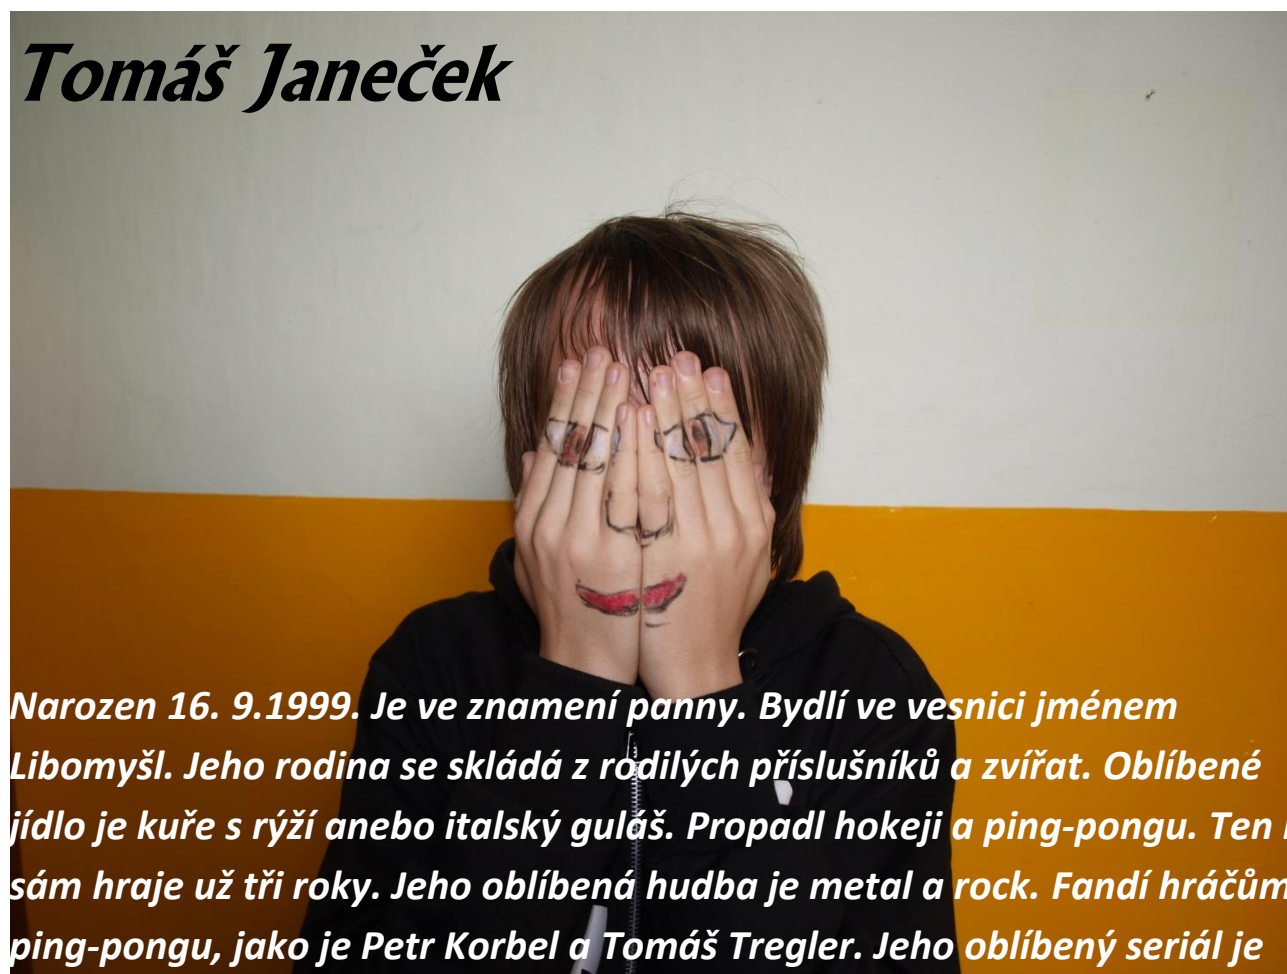 Tomáš Janeček
Narozen 16. 9.1999. Je ve znamení panny. Bydlí ve vesnici jménem
Libomyšl. Jeho rodina se skládá z rodilých příslušníků a zvířat. Oblíbené
jídlo je kuře s rýží anebo italský guláš. Propadl hokeji a ping-pongu. Ten
sám hraje už tři roky. Jeho oblíbená hudba je metal a rock. Fandí hráčům
ping-pongu, jako je Petr Korbel a Tomáš Tregler. Jeho oblíbený seriál je